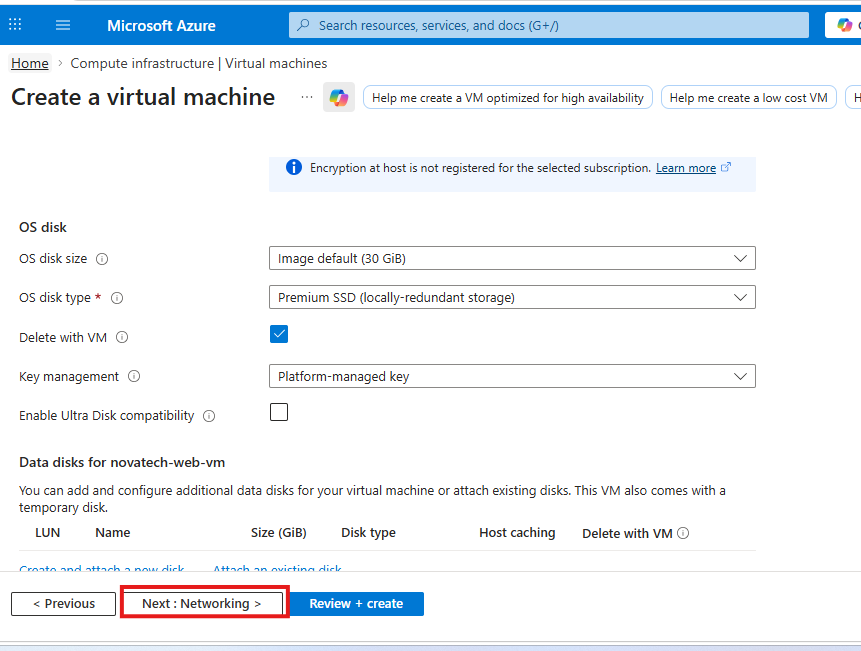 Microsoft Azure
Search resources, services, and docs (G+/)
Home > Compute infrastructure | Virtual machines
Create a virtual machine ... Help me create a VM optimized for high availability Help me create a low cost VM H
Encryption at host is not registered for the selected subscription. Learn more
OS disk
OS disk size Image default (30 GiB)
OS disk type * Premium SSD (locally-redundant storage)
Delete with VM
Key management Platform-managed key
Enable Ultra Disk compatibility
Data disks for novatech-web-vm
You can add and configure additional data disks for your virtual machine or attach existing disks. This VM also comes with a
temporary disk.
LUN Name Size (GiB) Disk type Host caching Delete with VM
Create and attach a new disk Attach an existing disk
< Previous Next : Networking > Review + create